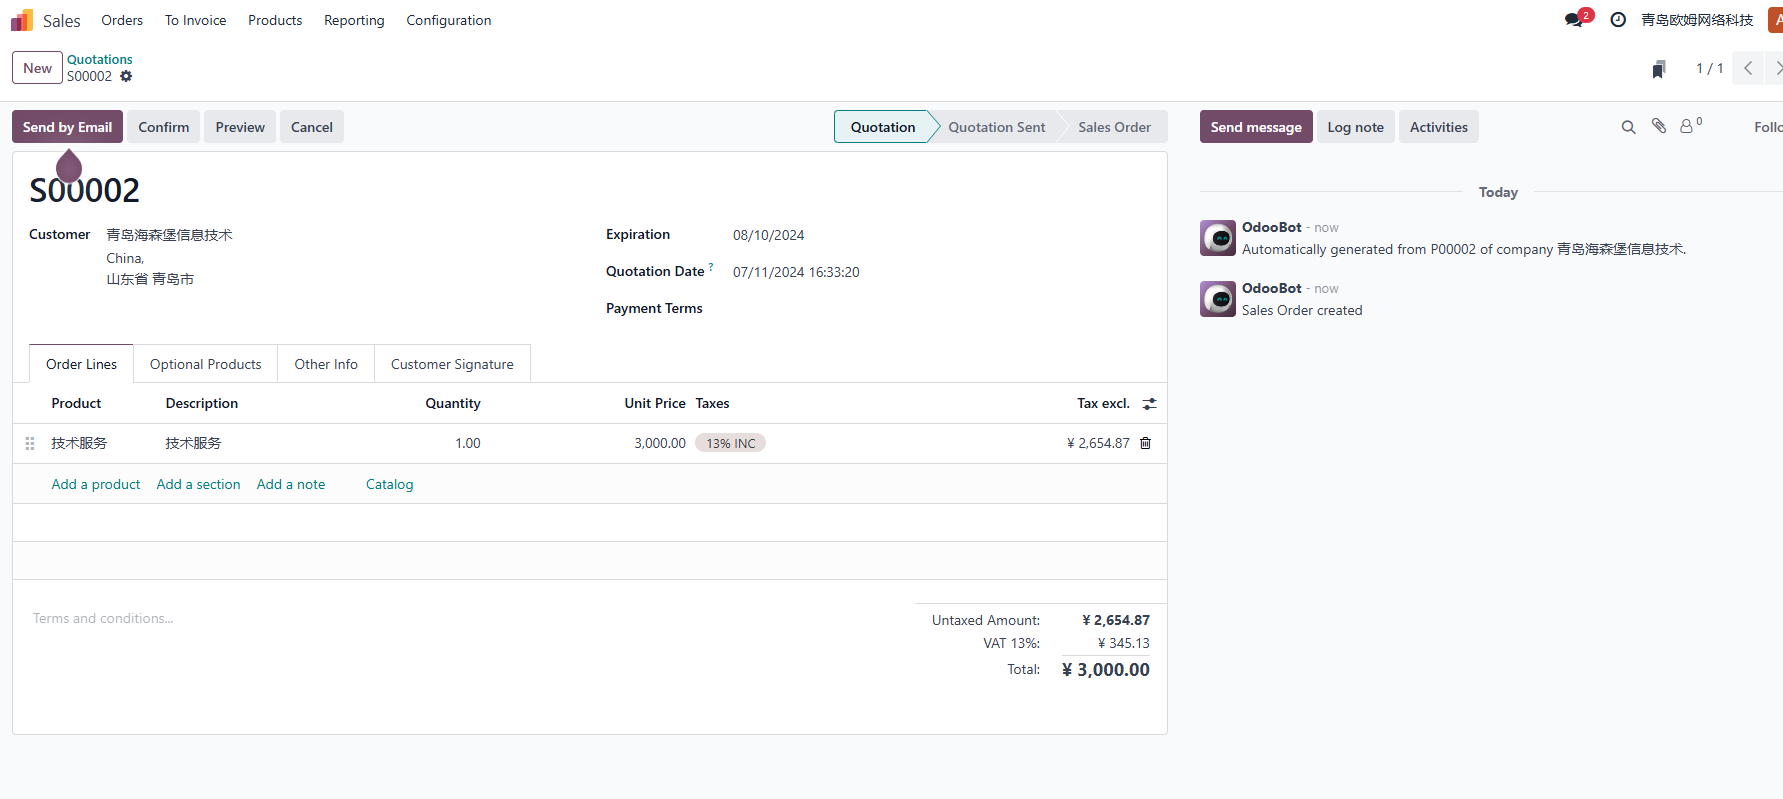 Sales Orders To Invoice Products Reporting Configuration 2 青岛欧姆网络科技 A
New Quotations
S00002 1 / 1
Send by Email Confirm Preview Cancel Quotation Quotation Sent Sales Order Send message Log note Activities 0 Follo
S00002
Customer 青岛海森堡信息技术
China,
山东省 青岛市
Expiration 08/10/2024
Quotation Date ? 07/11/2024 16:33:20
Payment Terms
Order Lines Optional Products Other Info Customer Signature
Product Description Quantity Unit Price Taxes Tax excl.
技术服务 技术服务 1.00 3,000.00 13% INC ¥ 2,654.87
Add a product Add a section Add a note Catalog
Terms and conditions...
Untaxed Amount: ¥ 2,654.87
VAT 13%: ¥ 345.13
Total: ¥ 3,000.00
Today
OdooBot - now
Automatically generated from P00002 of company 青岛海森堡信息技术.
OdooBot - now
Sales Order created